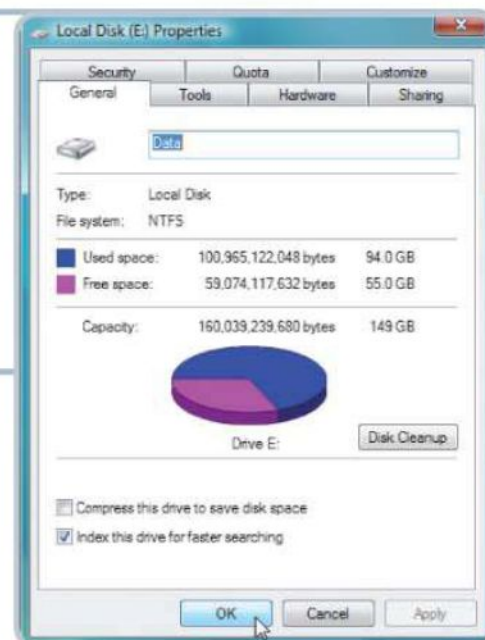 Local Disk (E:) Properties
Security Quota Customize
General Tools Hardware Sharing
Data
Type: Local Disk
File system: NTFS
Used space: 100,965,122,048 bytes 94.0 GB
Free space: 59,074,117,632 bytes 55.0 GB
Capacity: 160,039,239,680 bytes 149 GB
Drive E:
Disk Cleanup
Compress this drive to save disk space
Index this drive for faster searching
OK Cancel Apply